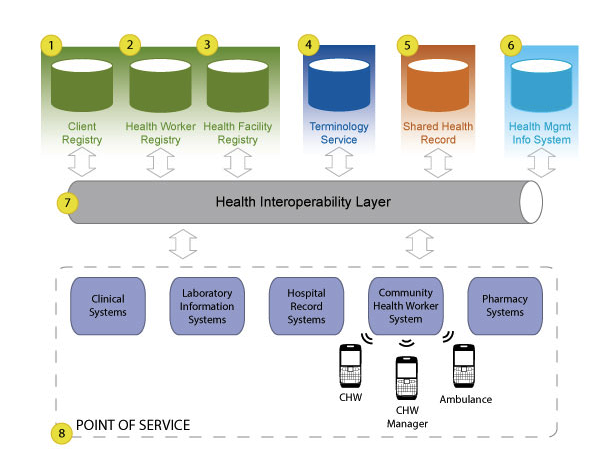 1
2
3
4
5
6
Client
Registry
Health Worker
Registry
Health Facility
Registry
Terminology
Service
Shared Health
Record
Health Mgmt
Info System
7
Health Interoperability Layer
Clinical
Systems
Laboratory
Information
Systems
Hospital
Record
Systems
Community
Health Worker
System
Pharmacy
Systems
CHW
CHW
Manager
Ambulance
8
POINT OF SERVICE